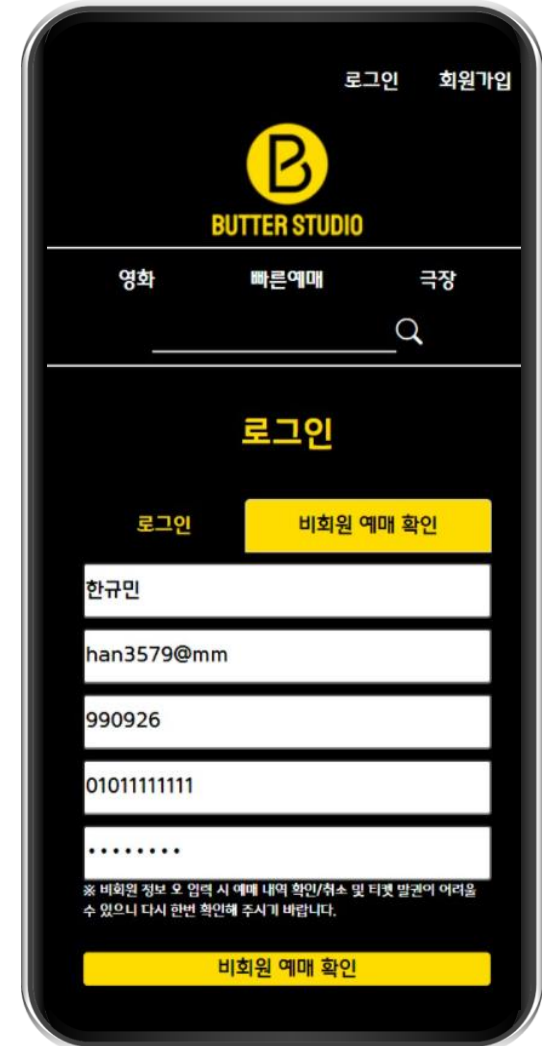 로그인 회원가입
B
BUTTER STUDIO
영화 빠른예매 극장
로그인
로그인 비회원 예매 확인
한규민
han3579@mm
990926
01011111111
••••••••
※ 비회원 정보 오 입력 시 예매 내역 확인/취소 및 티켓 발권이 어려울
수 있으니 다시 한번 확인해 주시기 바랍니다.
비회원 예매 확인